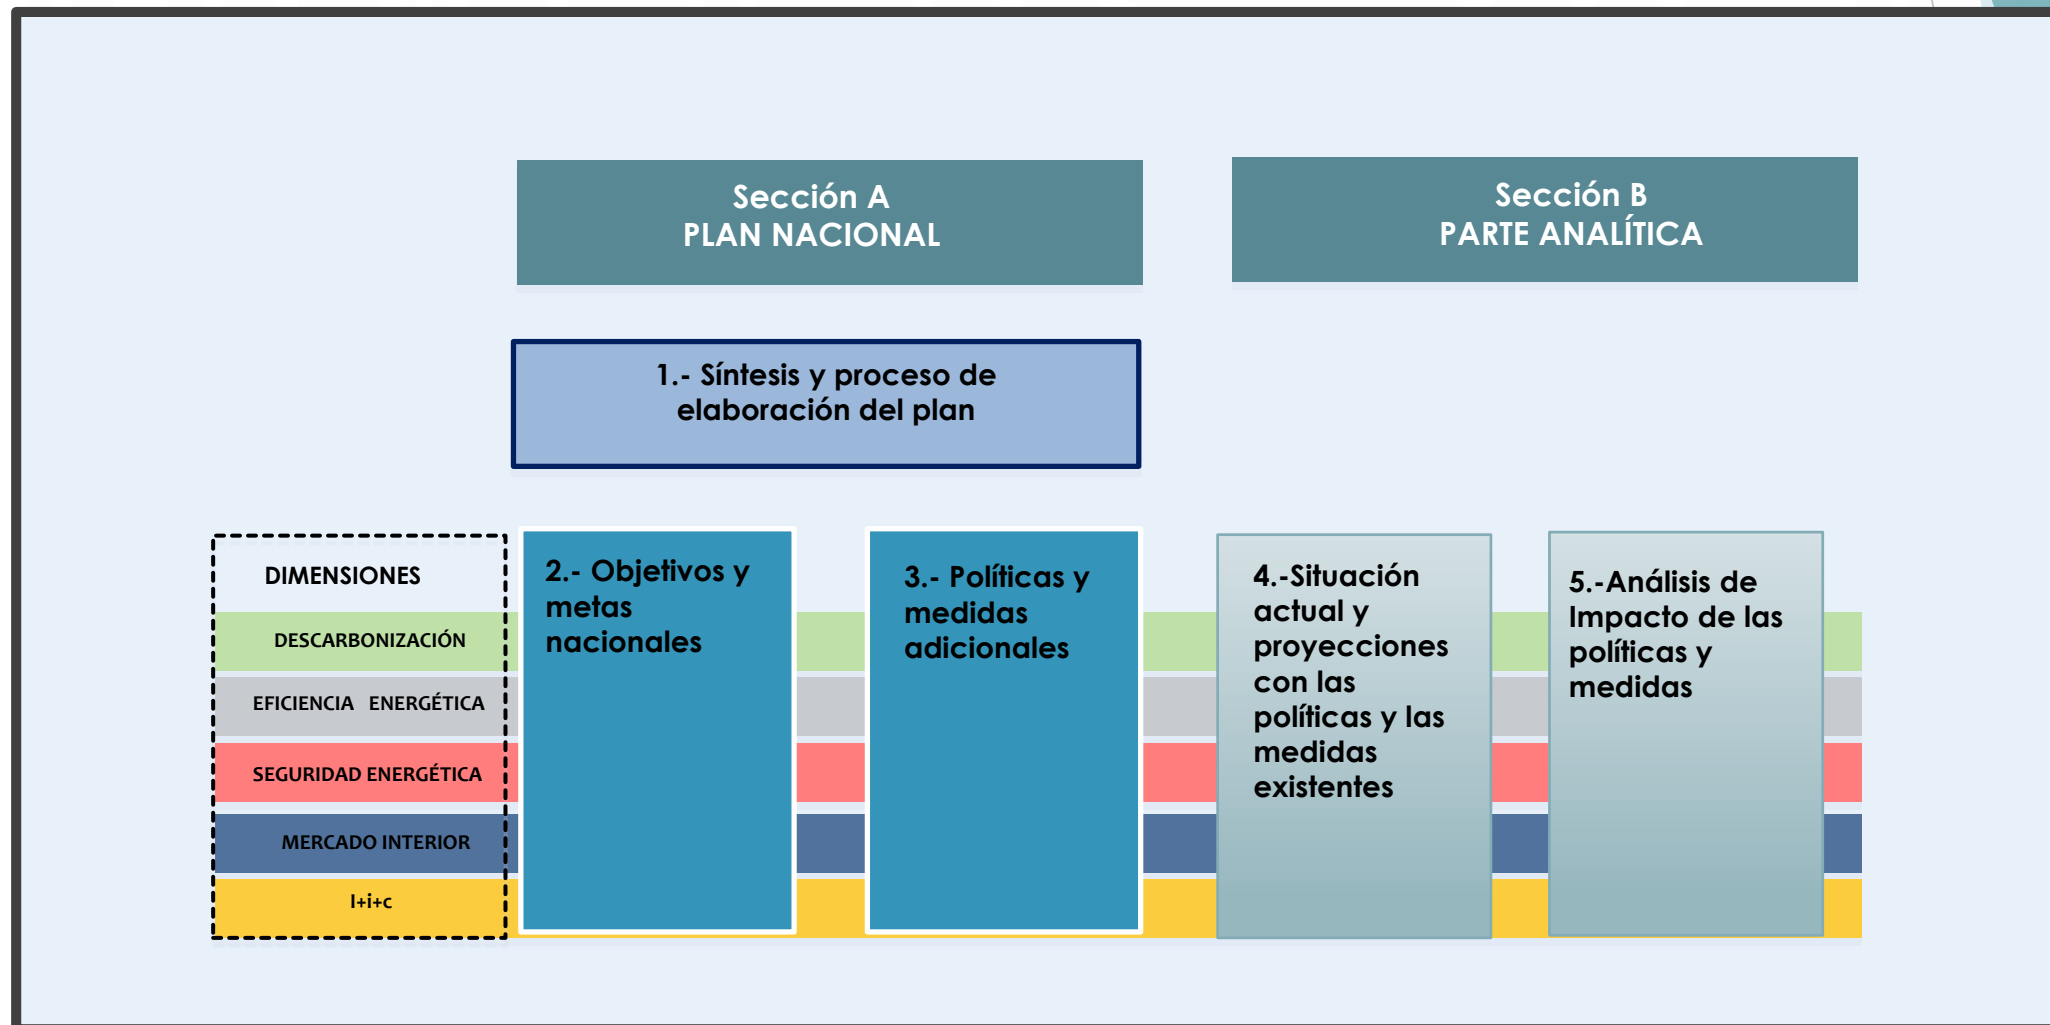 Sección A
PLAN NACIONAL
Sección B
PARTE ANALÍTICA
1.- Síntesis y proceso de
elaboración del plan
DIMENSIONES
DESCARBONIZACIÓN
EFICIENCIA ENERGÉTICA
SEGURIDAD ENERGÉTICA
MERCADO INTERIOR
I+i+c
2.- Objetivos y
metas
nacionales
3.- Políticas y
medidas
adicionales
4.-Situación
actual y
proyecciones
con las
políticas y las
medidas
existentes
5.-Análisis de
Impacto de las
políticas y
medidas